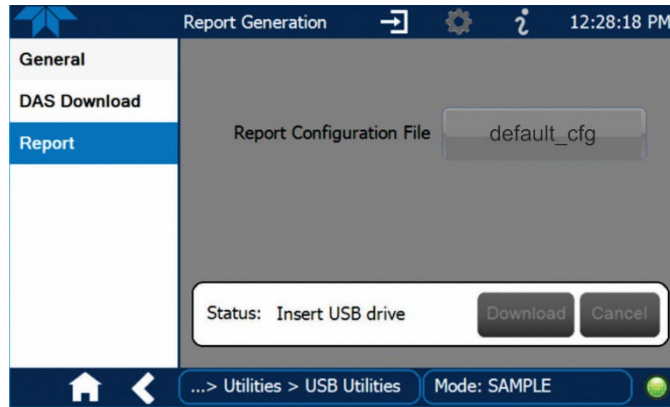 Report Generation
12:28:18 PM
General
DAS Download
Report
Report Configuration File
default_cfg
Status: Insert USB drive
Download
Cancel
...> Utilities > USB Utilities
Mode: SAMPLE